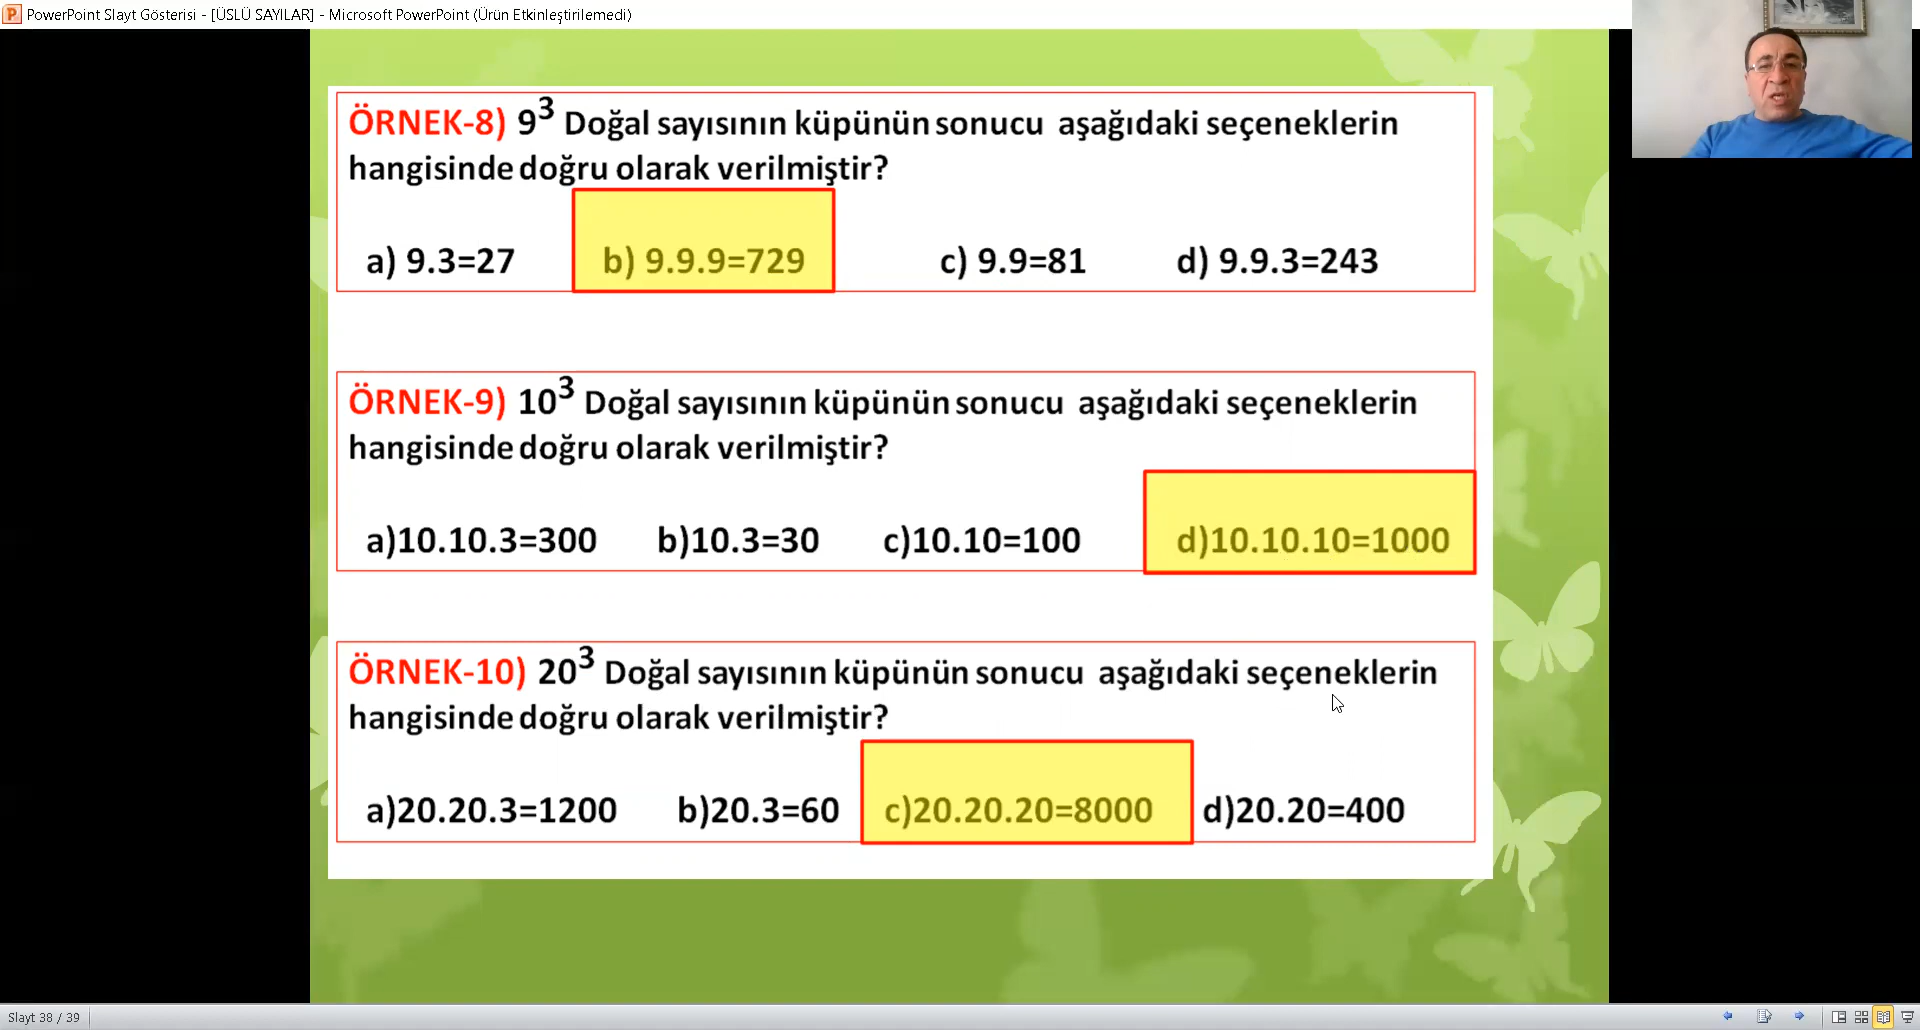 PowerPoint Slayt Gösterisi - [ÜSLÜ SAYILAR] - Microsoft PowerPoint (Ürün Etkinleştirilemedi)
ÖRNEK-8) 9³ Doğal sayısının küpünün sonucu aşağıdaki seçeneklerin
hangisinde doğru olarak verilmiştir?
a) 9.3=27 b) 9.9.9=729 c) 9.9=81 d) 9.9.3=243
ÖRNEK-9) 10³ Doğal sayısının küpünün sonucu aşağıdaki seçeneklerin
hangisinde doğru olarak verilmiştir?
a)10.10.3=300 b)10.3=30 c)10.10=100 d)10.10.10=1000
ÖRNEK-10) 20³ Doğal sayısının küpünün sonucu aşağıdaki seçeneklerin
hangisinde doğru olarak verilmiştir?
a)20.20.3=1200 b)20.3=60 c)20.20.20=8000 d)20.20=400
Slayt 38 / 39